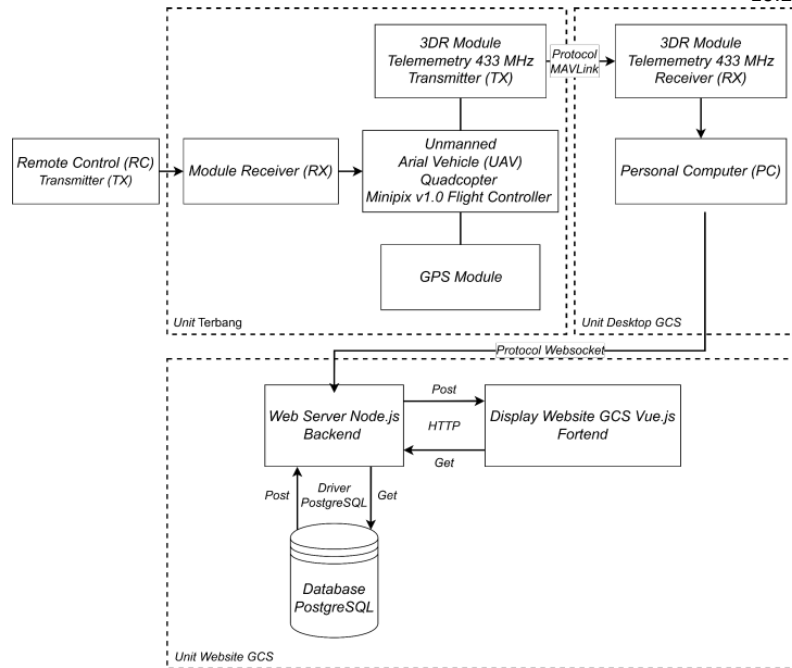 3DR Module
Telememetry 433 MHz
Transmitter (TX)
Protocol
MAVLink
3DR Module
Telememetry 433 MHz
Receiver (RX)
Remote Control (RC)
Transmitter (TX)
Module Receiver (RX)
Unmanned
Arial Vehicle (UAV)
Quadcopter
Minipix v1.0 Flight Controller
Personal Computer (PC)
GPS Module
Unit Terbang
Unit Desktop GCS
Protocol Websocket
Web Server Node.js
Backend
Post
HTTP
Get
Display Website GCS Vue.js
Fortend
Post
Driver
PostgreSQL
Get
Database
PostgreSQL
Unit Website GCS